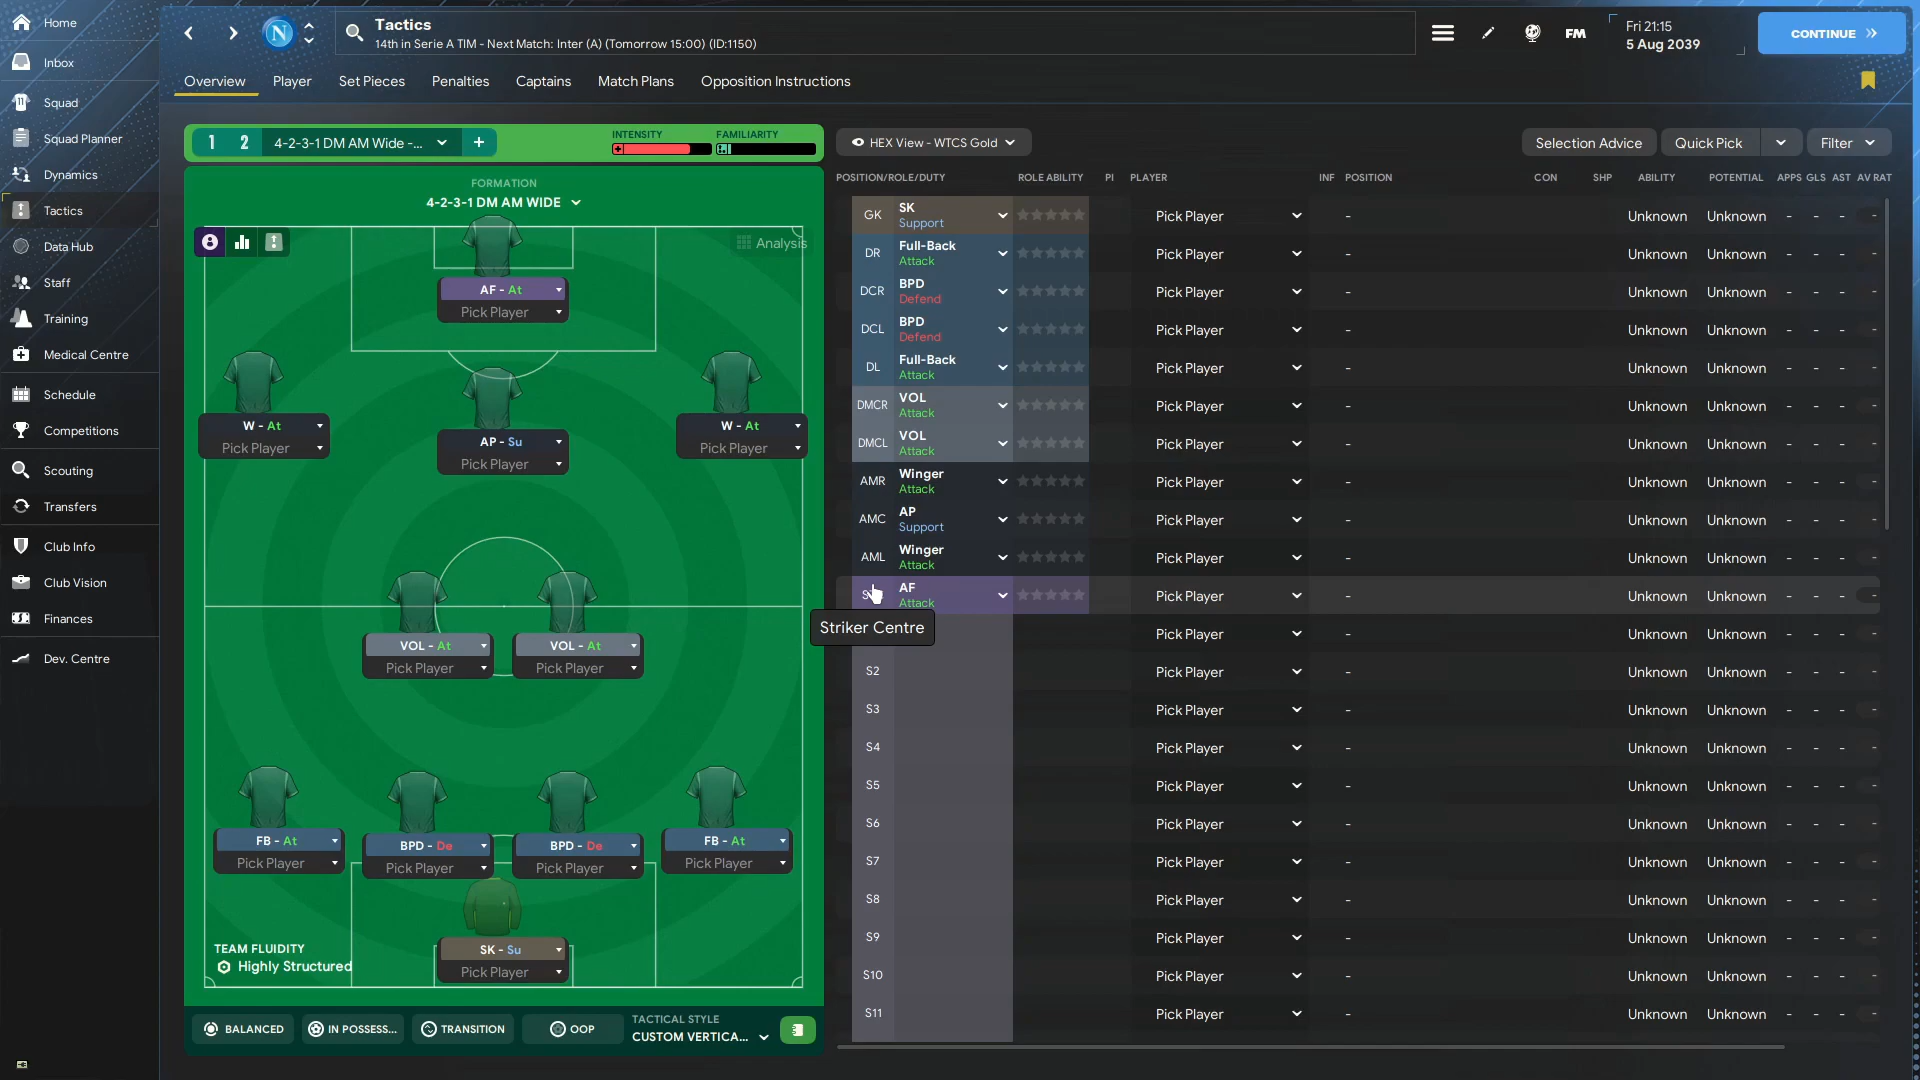 Home
Inbox
Squad
Squad Planner
Dynamics
Tactics
Data Hub
Staff
Training
Medical Centre
Schedule
Competitions
Scouting
Transfers
Club Info
Club Vision
Finances
Dev. Centre
N
Tactics
14th in Serie A TIM - Next Match: Inter (A) (Tomorrow 15:00) (ID:1150)
FM
Fri 21:15
5 Aug 2039
CONTINUE
Overview
Player
Set Pieces
Penalties
Captains
Match Plans
Opposition Instructions
1 2 4-2-3-1 DM AM Wide -... +
INTENSITY
FAMILIARITY
FORMATION
4-2-3-1 DM AM WIDE
Analysis
AF - At
Pick Player
W - At
Pick Player
AP - Su
Pick Player
W - At
Pick Player
VOL - At
Pick Player
VOL - At
Pick Player
FB - At
Pick Player
BPD - De
Pick Player
BPD - De
Pick Player
FB - At
Pick Player
SK - Su
Pick Player
TEAM FLUIDITY
Highly Structured
BALANCED
IN POSSESS...
TRANSITION
OOP
TACTICAL STYLE
CUSTOM VERTICA...
HEX View - WTCS Gold
Selection Advice
Quick Pick
Filter
POSITION/ROLE/DUTY ROLE ABILITY PI PLAYER INF POSITION CON SHP ABILITY POTENTIAL APPS GLS AST AV RAT
GK SK Support Pick Player - Unknown Unknown - - - -
DR Full-Back Attack Pick Player - Unknown Unknown - - - -
DCR BPD Defend Pick Player - Unknown Unknown - - - -
DCL BPD Defend Pick Player - Unknown Unknown - - - -
DL Full-Back Attack Pick Player - Unknown Unknown - - - -
DMCR VOL Attack Pick Player - Unknown Unknown - - - -
DMCL VOL Attack Pick Player - Unknown Unknown - - - -
AMR Winger Attack Pick Player - Unknown Unknown - - - -
AMC AP Support Pick Player - Unknown Unknown - - - -
AML Winger Attack Pick Player - Unknown Unknown - - - -
AF Attack Pick Player - Unknown Unknown - - - -
Striker Centre
Pick Player - Unknown Unknown - - - -
S2 Pick Player - Unknown Unknown - - - -
S3 Pick Player - Unknown Unknown - - - -
S4 Pick Player - Unknown Unknown - - - -
S5 Pick Player - Unknown Unknown - - - -
S6 Pick Player - Unknown Unknown - - - -
S7 Pick Player - Unknown Unknown - - - -
S8 Pick Player - Unknown Unknown - - - -
S9 Pick Player - Unknown Unknown - - - -
S10 Pick Player - Unknown Unknown - - - -
S11 Pick Player - Unknown Unknown - - - -